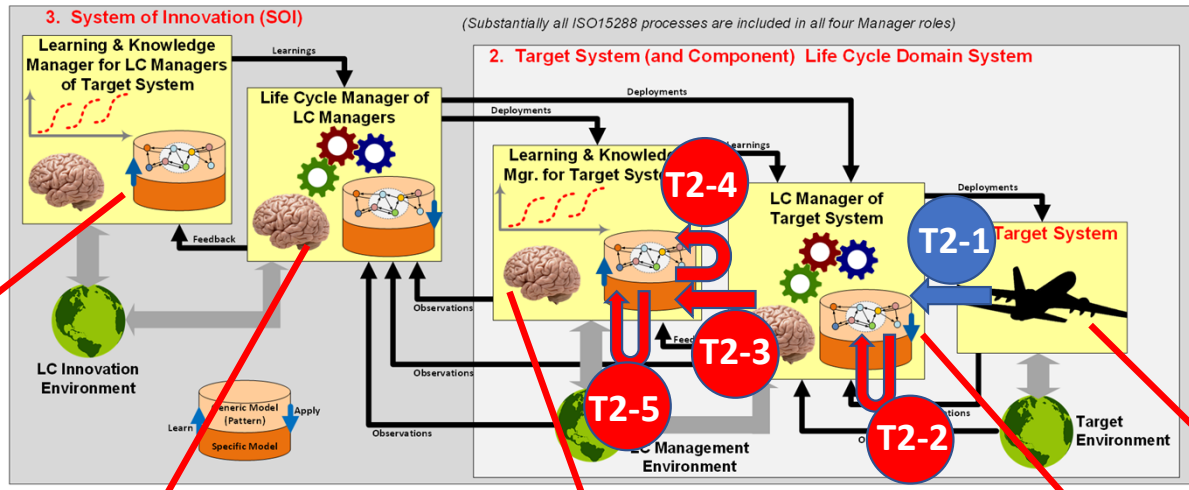 3. System of Innovation (SOI)
(Substantially all ISO15288 processes are included in all four Manager roles)
Learning & Knowledge
Manager for LC Managers
of Target System
Learnings
2. Target System (and Component) Life Cycle Domain System
Life Cycle Manager of
LC Managers
Deployments
Deployments
Learning & Knowledge
Mgr. for Target System
Learnings
T2-4
LC Manager of
Target System
Deployments
T2-1
Target System
Feedback
Observations
T2-3
Observations
T2-5
T2-2
Observations
LC Innovation
Environment
Generic Model
(Pattern)
Learn
Apply
Specific Model
LC Management
Environment
Target
Environment